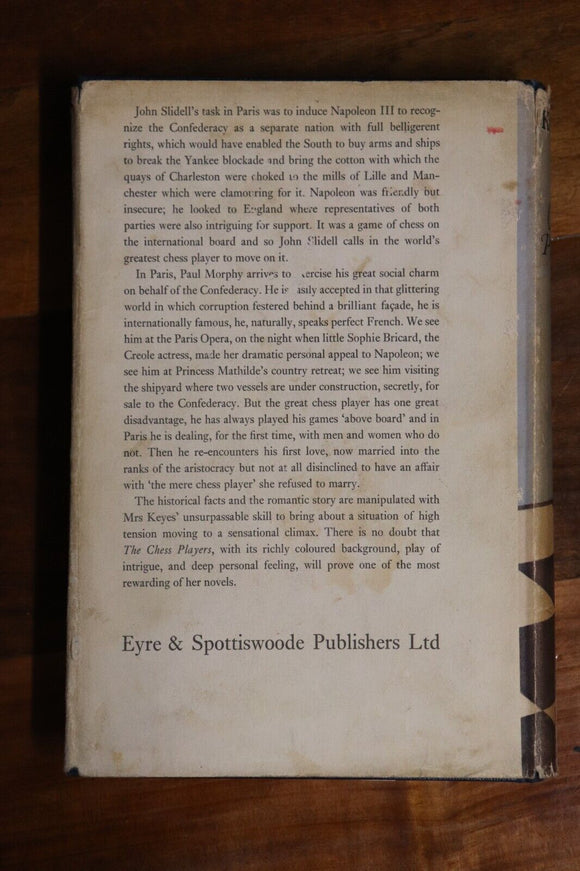 John Slidell's task in Paris was to induce Napoleon III to recog-
nize the Confederacy as a separate nation with full belligerent
rights, which would have enabled the South to buy arms and ships
to break the Yankee blockade and bring the cotton with which the
quays of Charleston were choked to the mills of Lille and Man-
chester which were clamouring for it. Napoleon was friendly but
insecure; he looked to England where representatives of both
parties were also intriguing for support. It was a game of chess on
the international board and so John Slidell calls in the world's
greatest chess player to move on it.
In Paris, Paul Morphy arrives to exercise his great social charm
on behalf of the Confederacy. He is easily accepted in that glittering
world in which corruption festered behind a brilliant façade, he is
internationally famous, he, naturally, speaks perfect French. We see
him at the Paris Opera, on the night when little Sophie Bricard, the
Creole actress, made her dramatic personal appeal to Napoleon; we
see him at Princess Mathilde's country retreat; we see him visiting
the shipyard where two vessels are under construction, secretly, for
sale to the Confederacy. But the great chess player has one great
disadvantage, he has always played his games 'above board' and in
Paris he is dealing, for the first time, with men and women who do
not. Then he re-encounters his first love, now married into the
ranks of the aristocracy but not at all disinclined to have an affair
with 'the mere chess player' she refused to marry.
The historical facts and the romantic story are manipulated with
Mrs Keyes' unsurpassable skill to bring about a situation of high
tension moving to a sensational climax. There is no doubt that
The Chess Players, with its richly coloured background, play of
intrigue, and deep personal feeling, will prove one of the most
rewarding of her novels.
Eyre & Spottiswoode Publishers Ltd